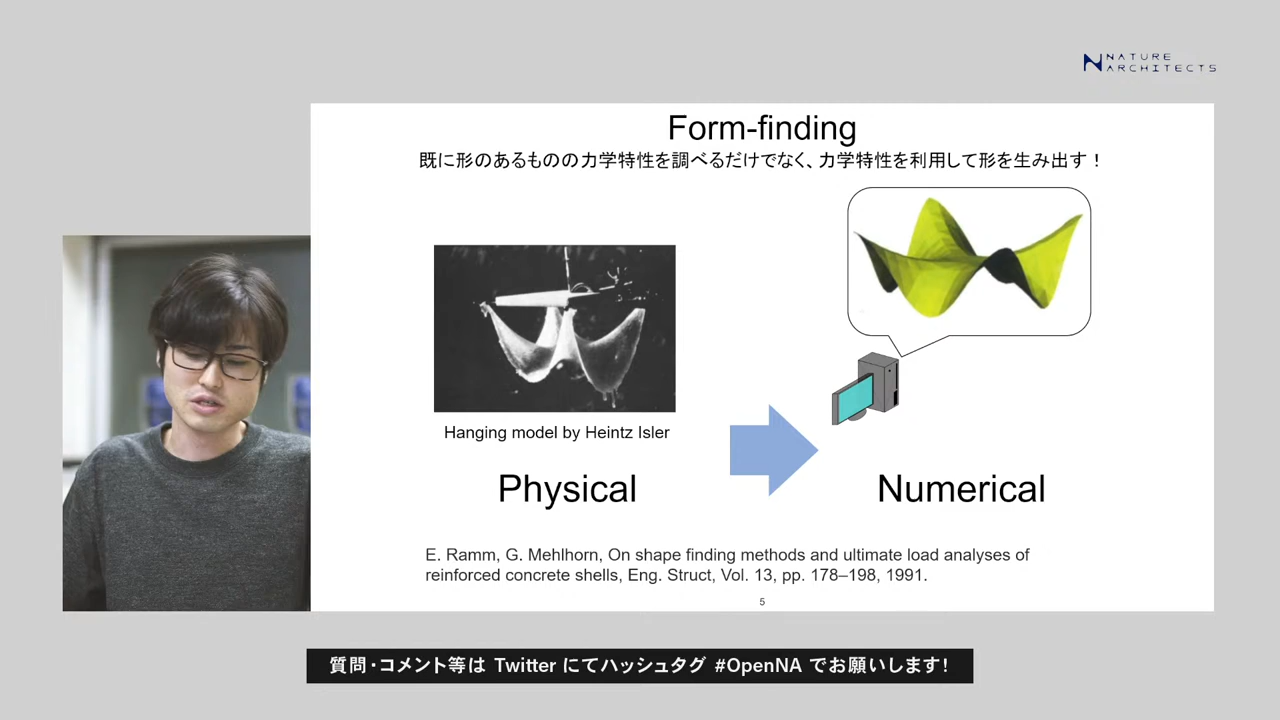 NATURE
ARCHITECTS
Form-finding
既に形のあるものの力学特性を調べるだけでなく、力学特性を利用して形を生み出す！
Hanging model by Heintz Isler
Physical
Numerical
E. Ramm, G. Mehlhorn, On shape finding methods and ultimate load analyses of
reinforced concrete shells, Eng. Struct, Vol. 13, pp. 178–198, 1991.
5
質問・コメント等は Twitter にてハッシュタグ #OpenNA でお願いします!